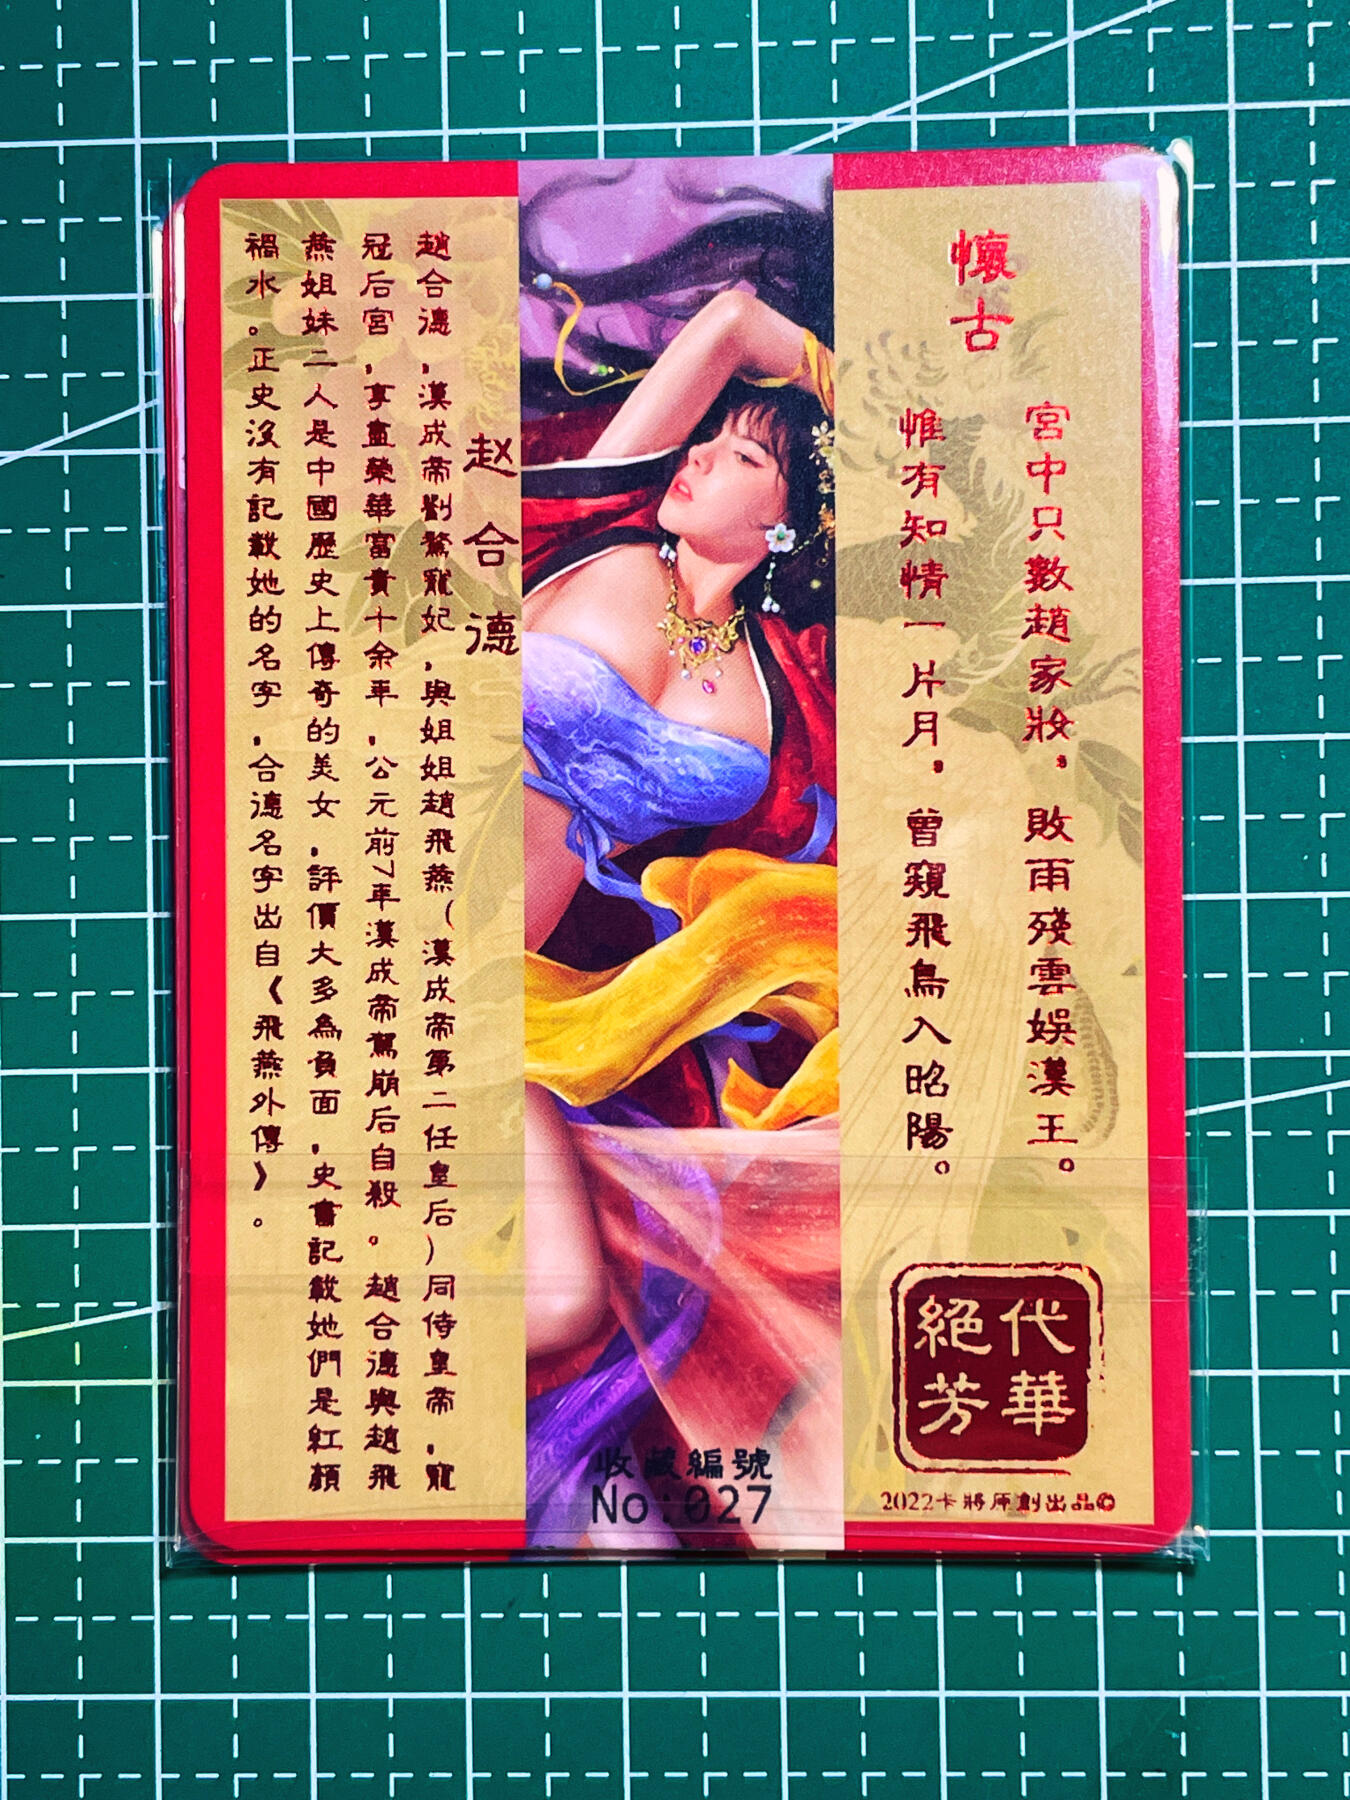 懷古
宮中只數趙家妝，敗雨殘雲娛漢王。
惟有知情一片月，曾窺飛鳥入昭陽。
代華
絕芳
2022卡將原創出品©
收藏編號
No:027
赵合德
趙合德，漢成帝劉驁寵妃，與姐姐趙飛燕（漢成帝第二任皇后）同侍皇帝，寵
冠后宮，享盡榮華富貴十余年，公元前7年漢成帝駕崩后自殺。趙合德與趙飛
燕姐妹二人是中國歷史上傳奇的美女，評價大多為負面，史書記載她們是紅顏
禍水。正史沒有記載她的名字，合德名字出自《飛燕外傳》。